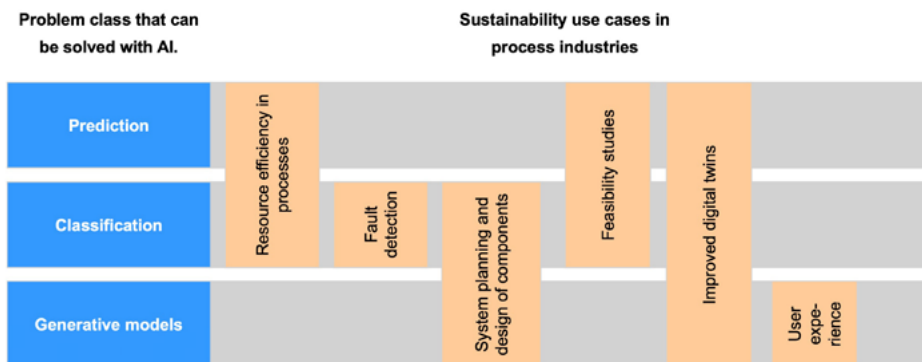 Problem class that can
be solved with AI.
Sustainability use cases in
process industries
Prediction
Classification
Generative models
Resource efficiency in
processes
Fault
detection
System planning and
design of components
Feasibility studies
Improved digital twins
User
expe-
rience